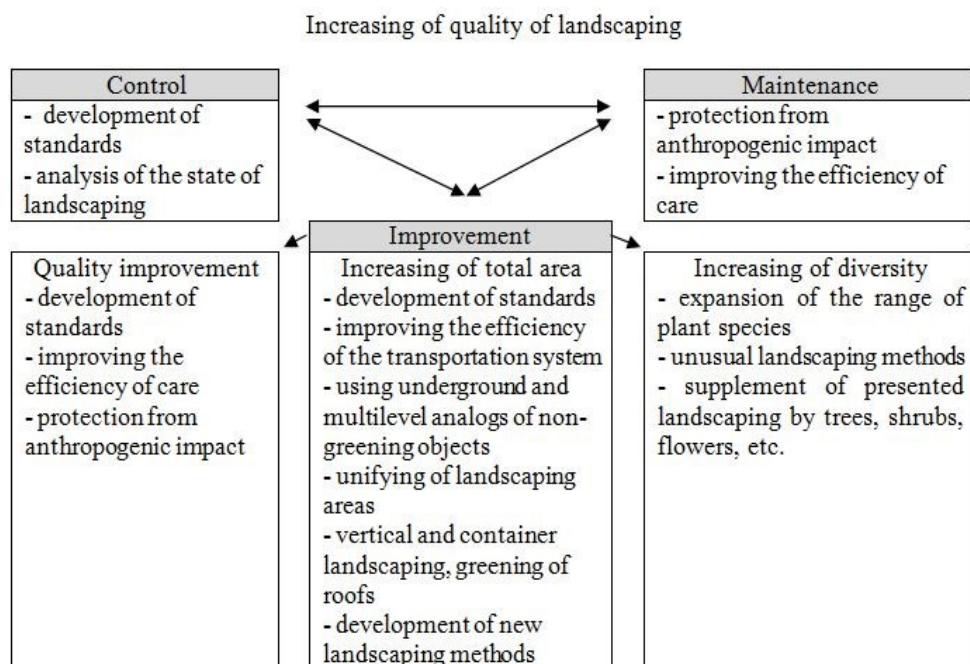 Increasing of quality of landscaping
Control
- development of
standards
- analysis of the state of
landscaping
Maintenance
- protection from
anthropogenic impact
- improving the efficiency of
care
Improvement
Quality improvement
- development of
standards
- improving the
efficiency of care
- protection from
anthropogenic impact
Increasing of total area
- development of standards
- improving the efficiency
of the transportation system
- using underground and
multilevel analogs of non-
greening objects
- unifying of landscaping
areas
- vertical and container
landscaping, greening of
roofs
- development of new
landscaping methods
Increasing of diversity
- expansion of the range of
plant species
- unusual landscaping methods
- supplement of presented
landscaping by trees, shrubs,
flowers, etc.